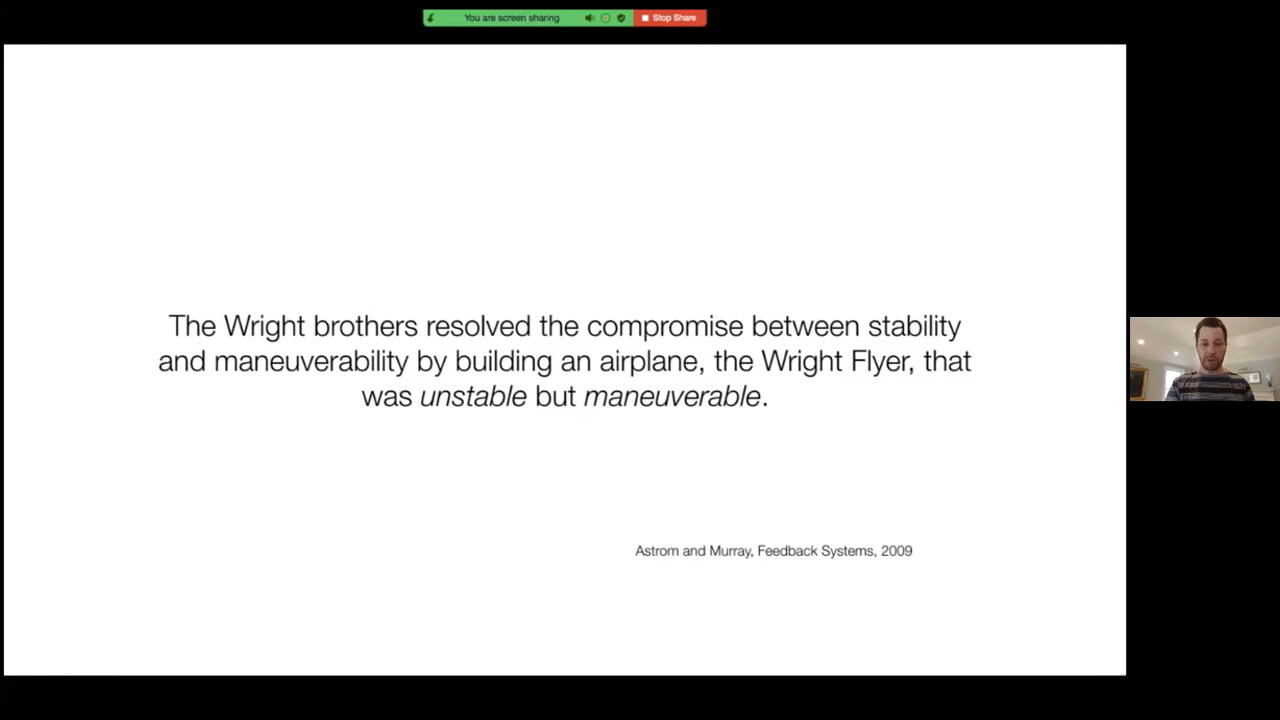 You are screen sharing
Stop Share
The Wright brothers resolved the compromise between stability
and maneuverability by building an airplane, the Wright Flyer, that
was unstable but maneuverable.
Astrom and Murray, Feedback Systems, 2009